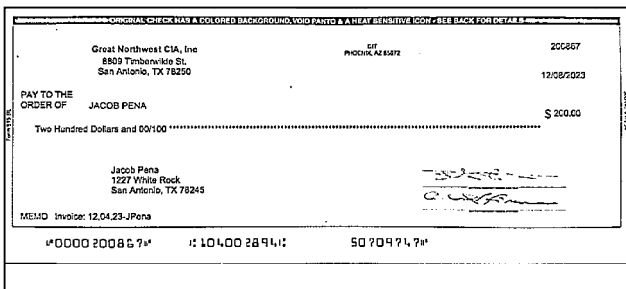 ORIGINAL CHECK HAS A COLORED BACKGROUND, VOID PANTO & A HEAT SENSITIVE ICON - SEE BACK FOR DETAILS
Great Northwest CIA, Inc
8809 Timberwilde St.
San Antonio, TX 78250
CIT
PHOENIX, AZ 85072
200867
12/08/2023
PAY TO THE
ORDER OF JACOB PENA
$ 200.00
Two Hundred Dollars and 00/100 ****************
Jacob Pena
1227 White Rock
San Antonio, TX 78245
MEMO Invoice: 12,04,23-JPena
⑈0000200867⑈ ⑆104002894⑆ 50709747⑈